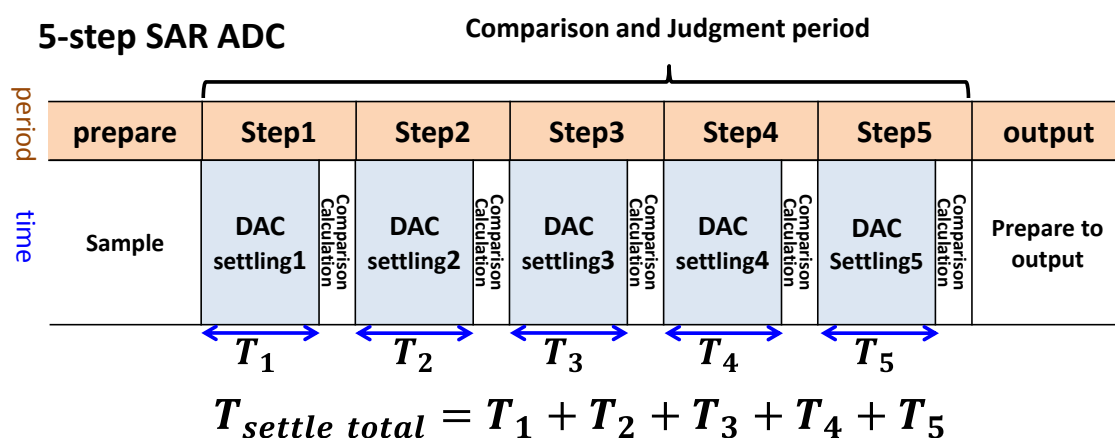 5-step SAR ADC
Comparison and Judgment period
period
prepare
Step1
Step2
Step3
Step4
Step5
output
time
Sample
DAC
settling1
Comparison
Calculation
DAC
settling2
Comparison
Calculation
DAC
settling3
Comparison
Calculation
DAC
settling4
Comparison
Calculation
DAC
Settling5
Comparison
Calculation
Prepare to
output
T₁
T₂
T₃
T₄
T₅
T_{settle total} = T₁ + T₂ + T₃ + T₄ + T₅